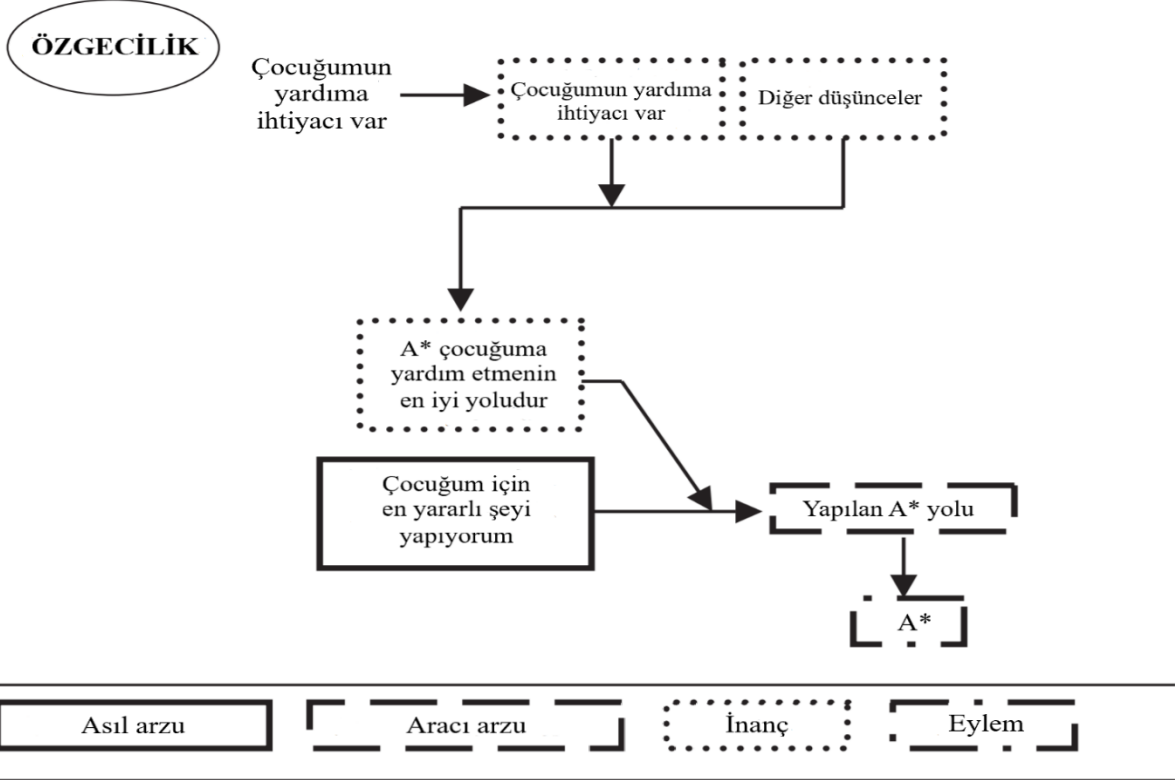 ÖZGECİLİK
Çocuğumun
yardıma
ihtiyacı var
Çocuğumun yardıma
ihtiyacı var
Diğer düşünceler
A* çocuğuma
yardım etmenin
en iyi yoludur
Çocuğum için
en yararlı şeyi
yapıyorum
Yapılan A* yolu
A*
Asıl arzu
Aracı arzu
İnanç
Eylem